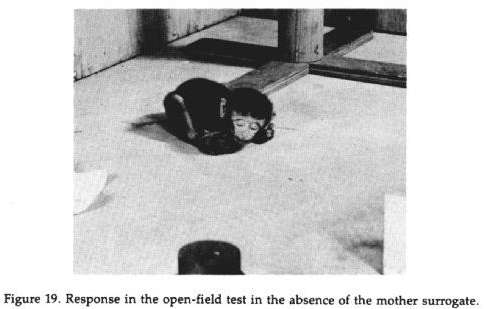 Figure 19. Response in the open-field test in the absence of the mother surrogate.